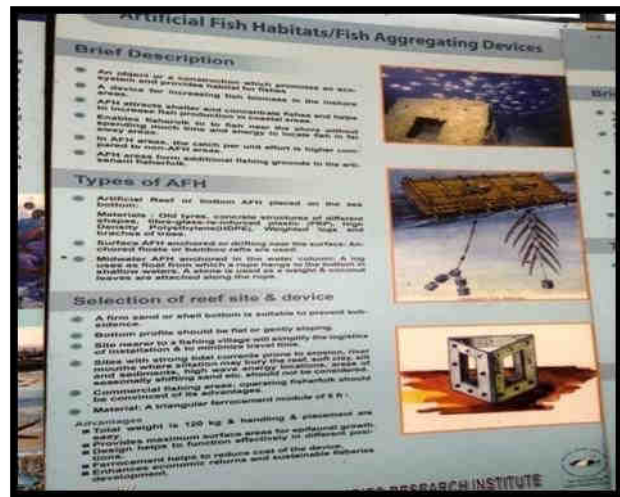 Artificial Fish Habitats/Fish Aggregating Devices
Brief Description
An object or a construction which promotes an eco-
system and provides habitat for fishes
A device for increasing fish biomass in the inshore
areas.
AFH attracts shelter and concentrate fishes and helps
to increase fish production in coastal areas.
Enables fisherfolk to to fish near the shore without
spending much time and energy to locate fish in far
away areas.
In AFH areas, the catch per unit effort is higher com-
pared to non-AFH areas.
AFH areas form additional fishing grounds to the arti-
sanant fisherfolk.
Types of AFH
Artificial Reef or bottom AFH placed on the sea
bottom:
Materials : Old tyres, concrete structures of different
shapes, fibre-glass-re-inforced plastic (FRP), High
Density Polyethylene(HDPE), Weighted logs and
braches of trees.
Surface AFH anchored or drifting near the surface: An-
chored floats or bamboo rafts are used.
Midwater AFH anchored in the water column: A log
uses as float from which a rope hangs to the bottom in
shallow waters. A stone is used as a weight & coconut
leaves are attached along the rope.
Selection of reef site & device
A firm sand or shell bottom is suitable to prevent sub-
sidence.
Bottom profile should be flat or gently sloping.
Site nearer to a fishing village will simplify the logistics
of installation & to minimize travel time.
Sites with strong tidal currents prone to erosion, river
mouths where siltation may bury the reef, soft clay, silt
and sediments, high wave energy locations, areas of
seasonally shifting sand etc. should not be considered.
Commercial fishing areas; operating fisherfolk should
be convinced of its advantages.
Material: A triangular ferrocement module of 5 ft
Advantages
Total weight is 120 kg & handling & placement are
easy.
Provides maximum surface areas for epifaunal growth
Design helps to function effectively in different posi-
tions.
Ferrocement helps to reduce cost of the device.
Enhances economic returns and sustainable fisheries
development.
RESEARCH INSTITUTE
Brie
T